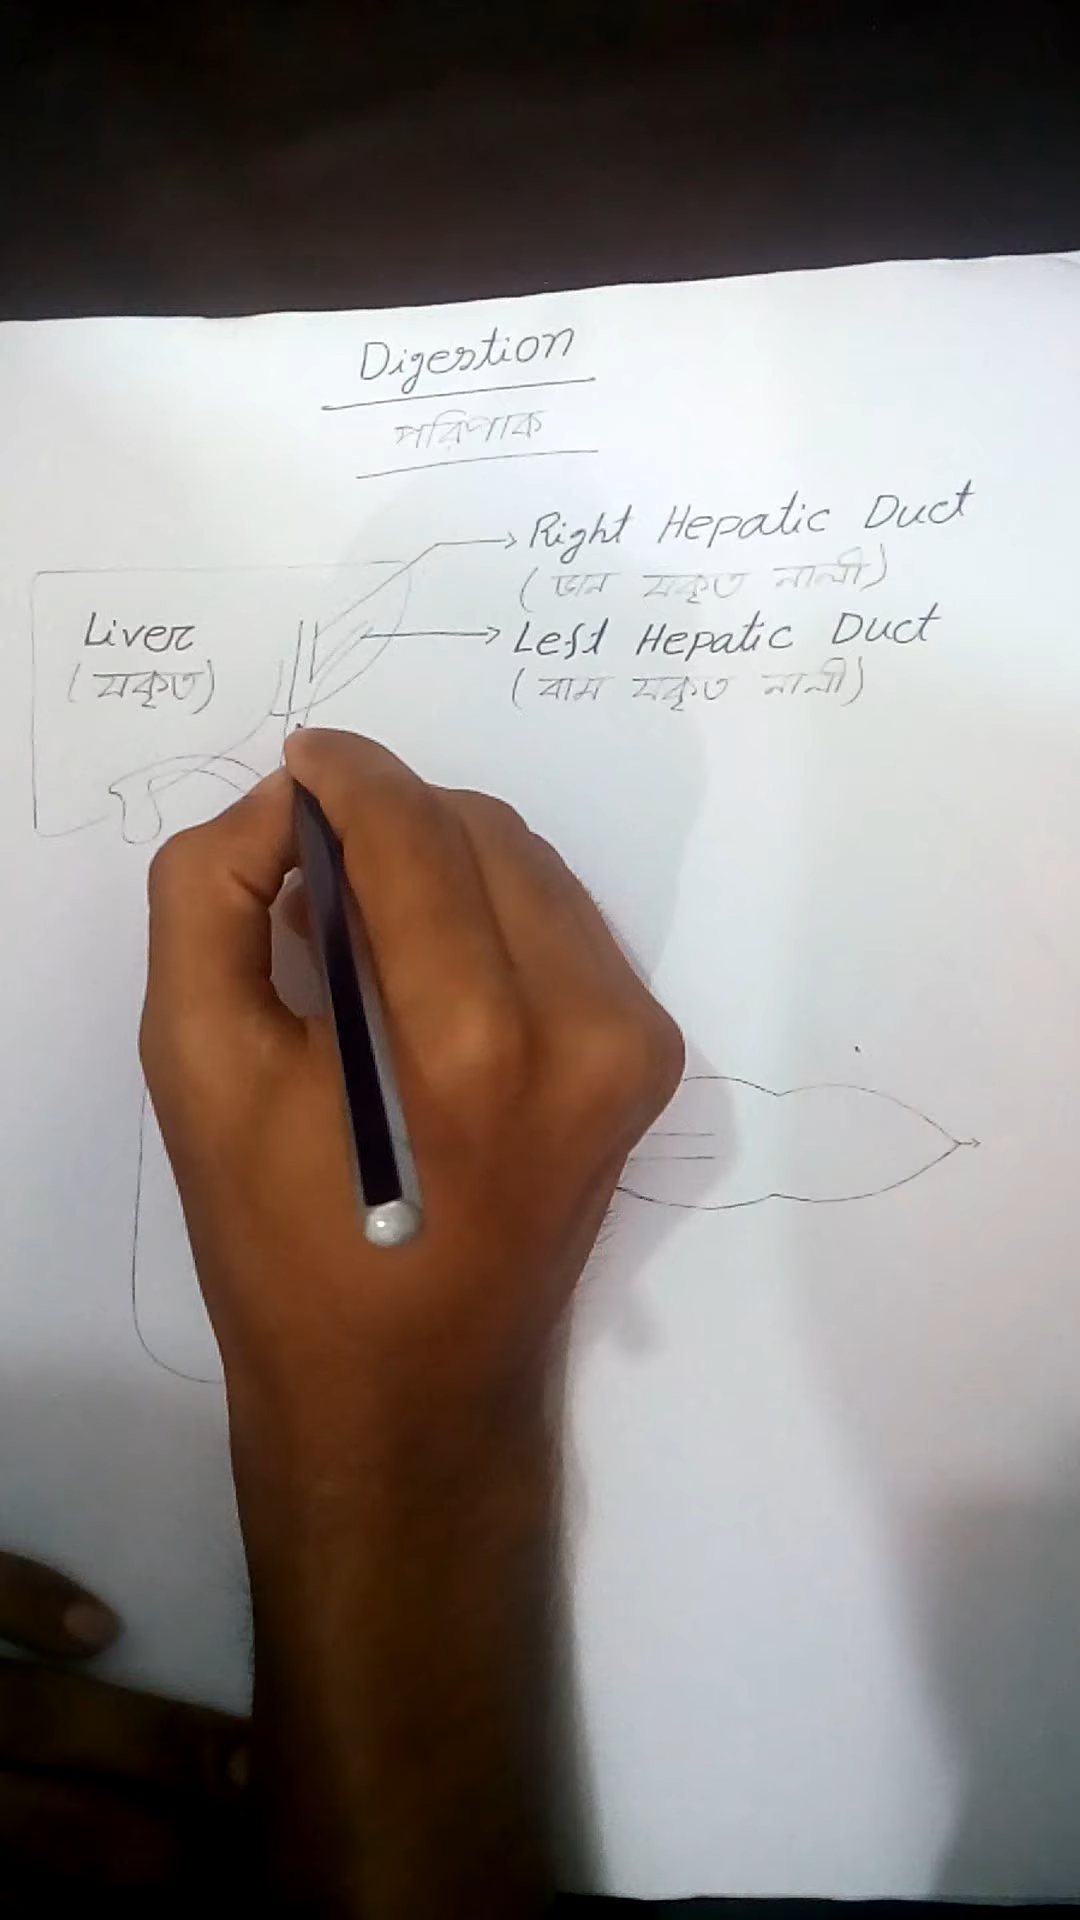 Digestion
পরিপাক
Right Hepatic Duct
(ডান যকৃত নালী)
Liver
(যকৃত)
Left Hepatic Duct
(বাম যকৃত নালী)